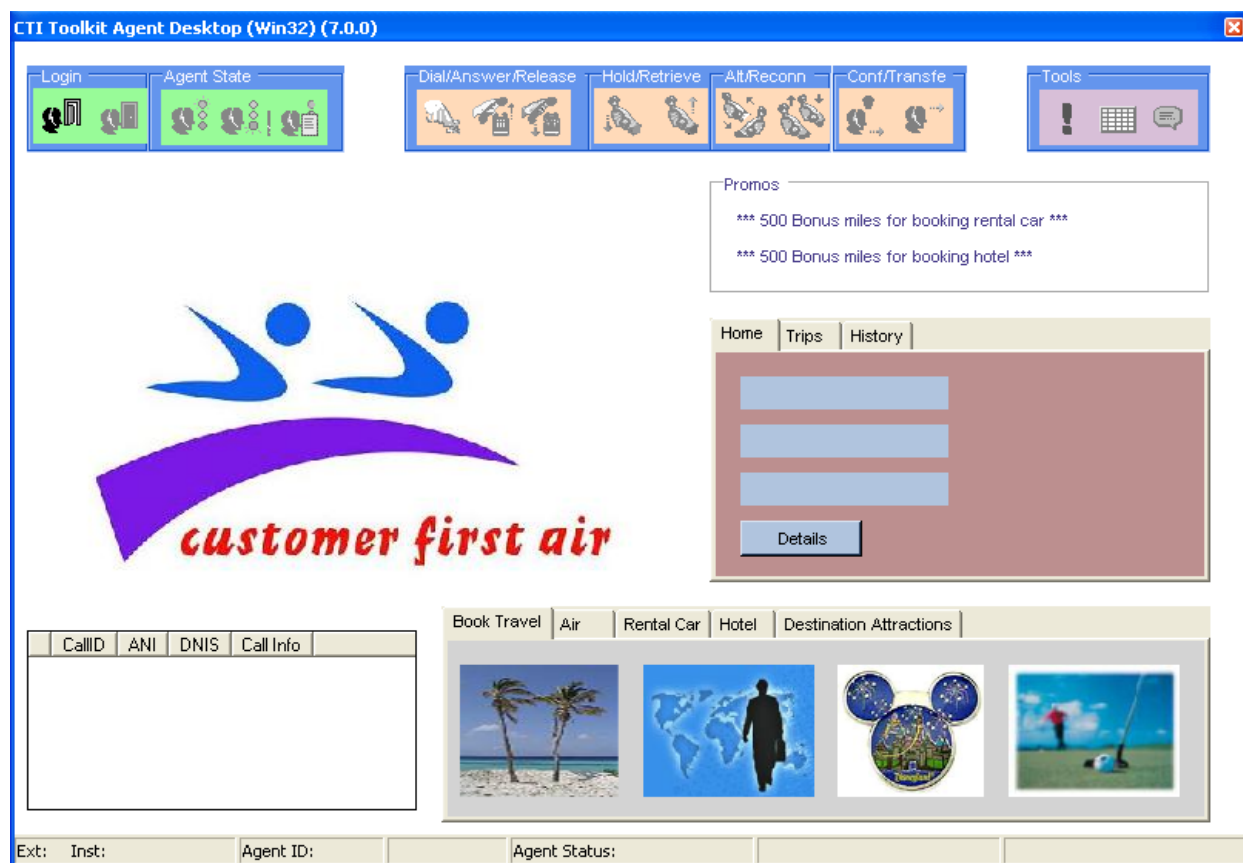 CTI Toolkit Agent Desktop (Win32) (7.0.0)
Login
Agent State
Dial/Answer/Release
Hold/Retrieve
Alt/Reconn
Conf/Transfe
Tools
Promos
*** 500 Bonus miles for booking rental car ***
*** 500 Bonus miles for booking hotel ***
Home Trips History
Details
customer first air
CallID ANI DNIS Call Info
Book Travel Air Rental Car Hotel Destination Attractions
Disneyland
Ext: Inst: Agent ID: Agent Status: